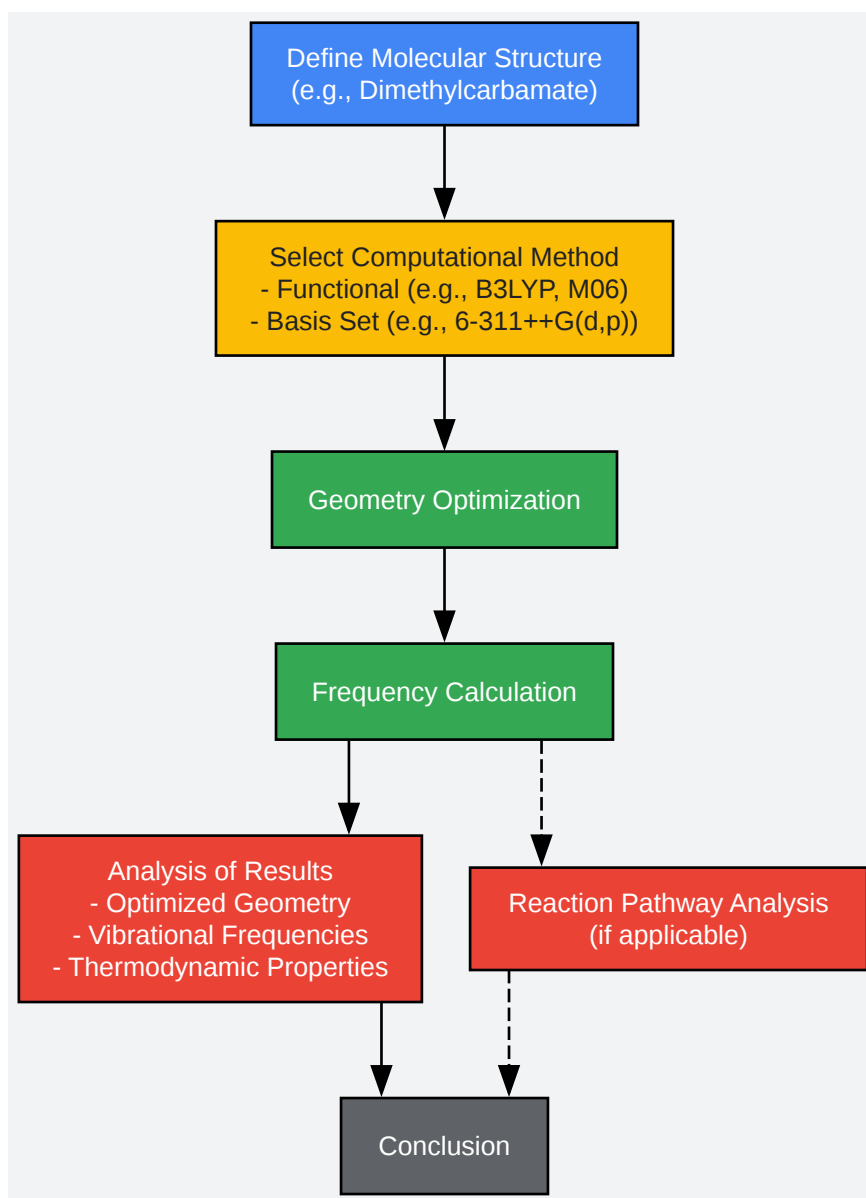 Define Molecular Structure
(e.g., Dimethylcarbamate)
Select Computational Method
- Functional (e.g., B3LYP, M06)
- Basis Set (e.g., 6-311++G(d,p))
Geometry Optimization
Frequency Calculation
Analysis of Results
- Optimized Geometry
- Vibrational Frequencies
- Thermodynamic Properties
Reaction Pathway Analysis
(if applicable)
Conclusion